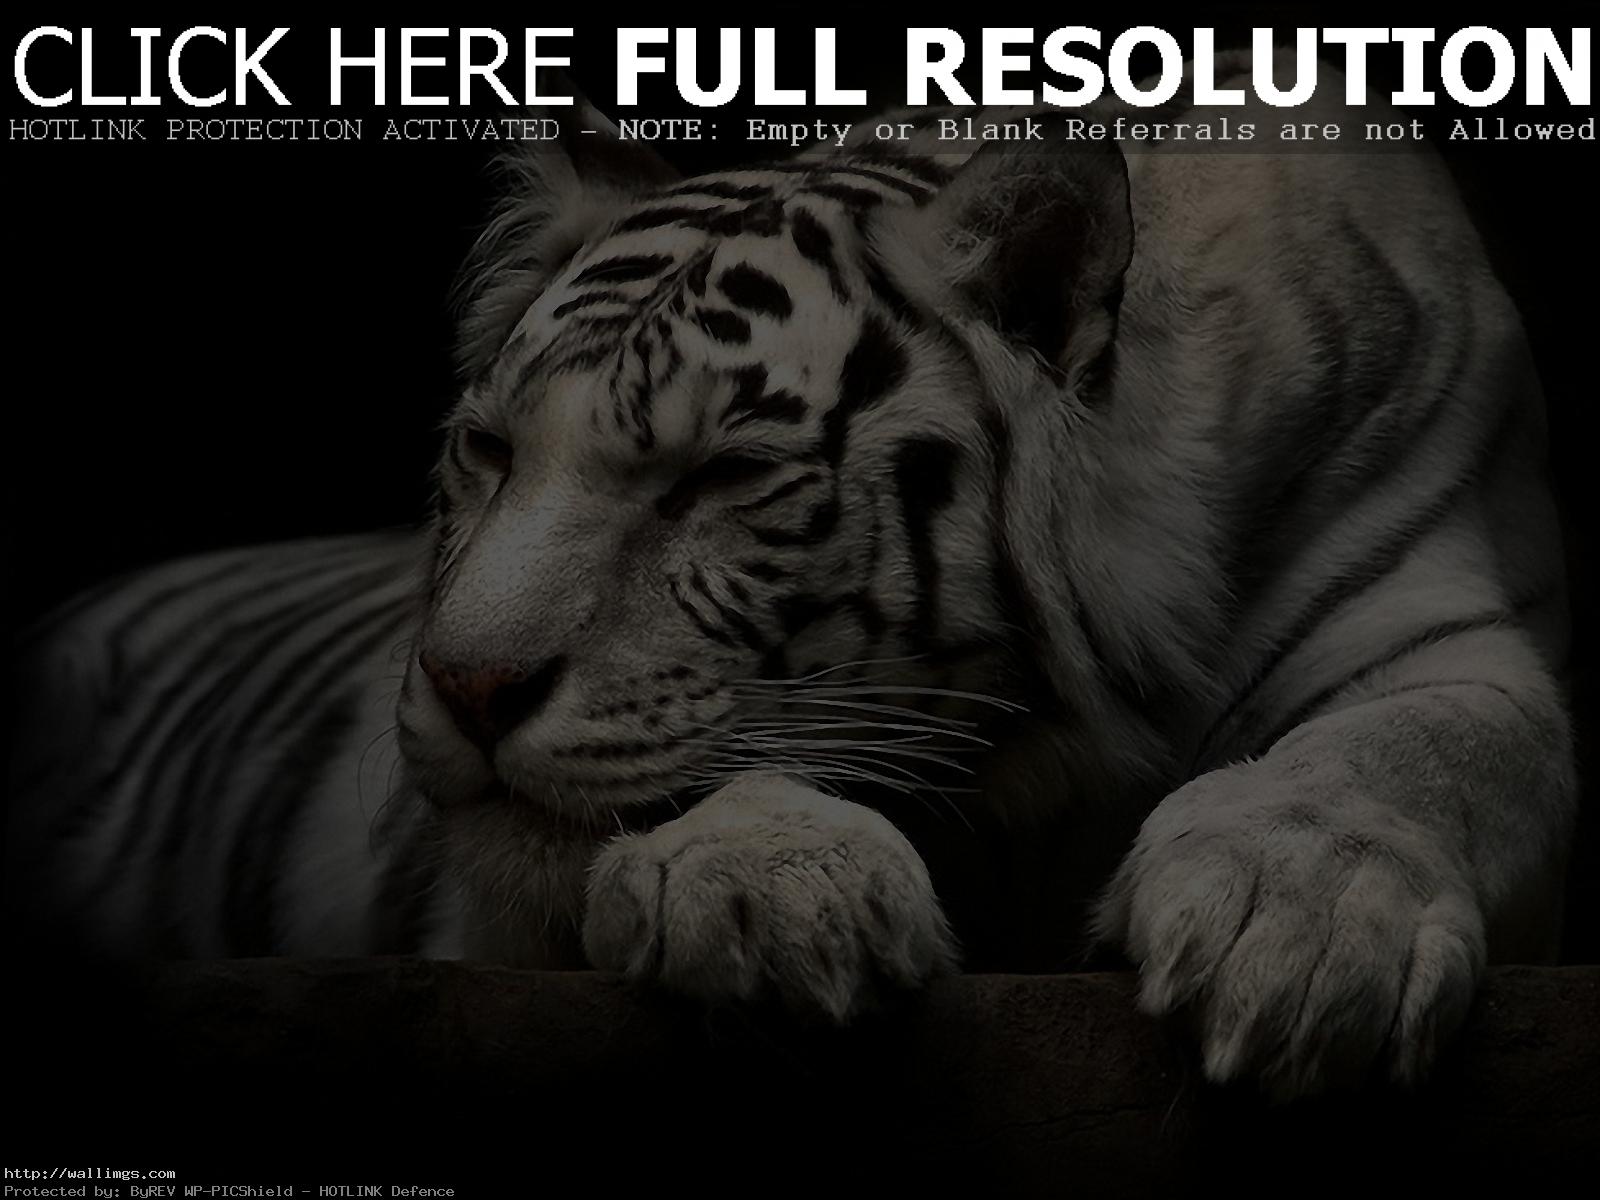 CLICK HERE FULL RESOLUTION
HOTLINK PROTECTION ACTIVATED - NOTE: Empty or Blank Referrals are not Allowed
http://wallimgs.com
Protected by: ByREV WP-PICShield - HOTLINK Defence